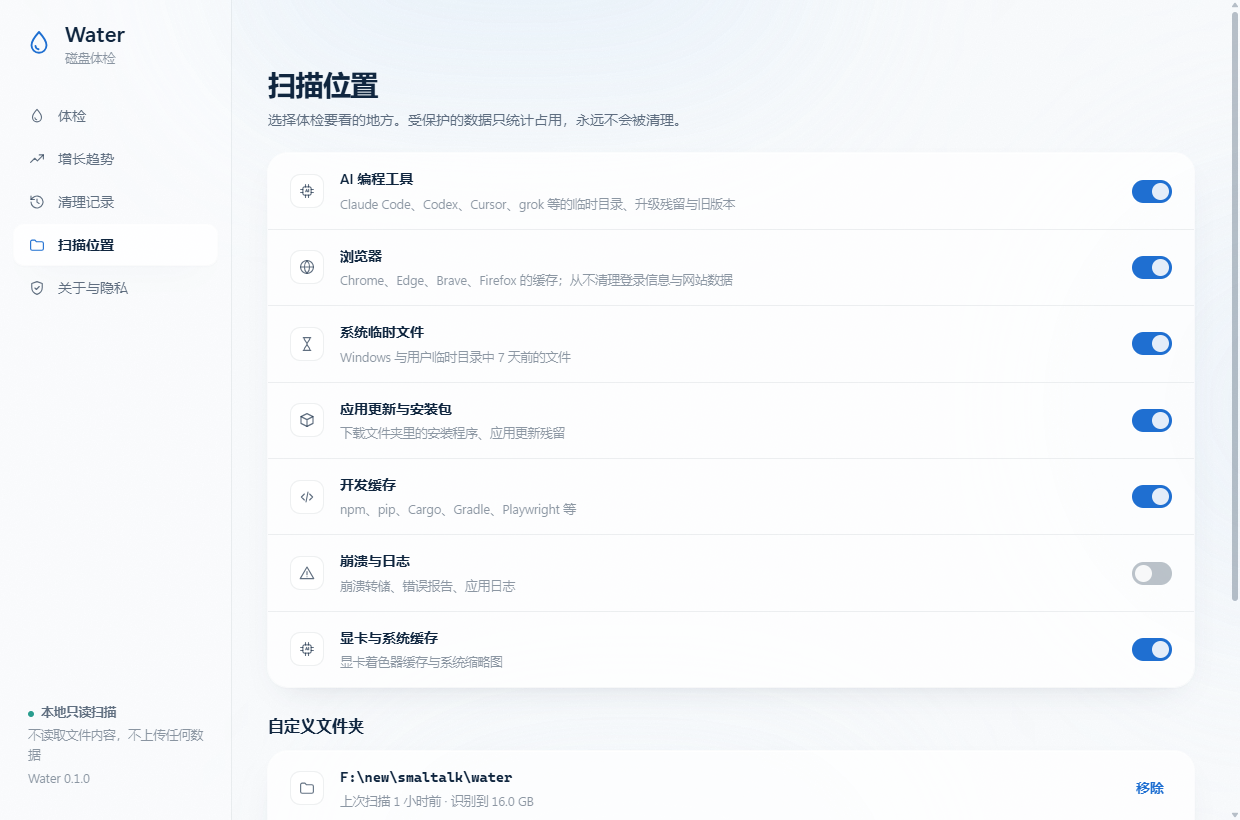 Water
磁盘体检
体检
增长趋势
清理记录
扫描位置
关于与隐私
本地只读扫描
不读取文件内容，不上传任何数
据
Water 0.1.0
扫描位置
选择体检要看的地方。受保护的数据只统计占用，永远不会被清理。
AI 编程工具
Claude Code、Codex、Cursor、grok 等的临时目录、升级残留与旧版本
浏览器
Chrome、Edge、Brave、Firefox 的缓存；从不清理登录信息与网站数据
系统临时文件
Windows 与用户临时目录中 7 天前的文件
应用更新与安装包
下载文件夹里的安装程序、应用更新残留
开发缓存
npm、pip、Cargo、Gradle、Playwright 等
崩溃与日志
崩溃转储、错误报告、应用日志
显卡与系统缓存
显卡着色器缓存与系统缩略图
自定义文件夹
F:\new\smaltalk\water
上次扫描 1 小时前 · 识别到 16.0 GB
移除